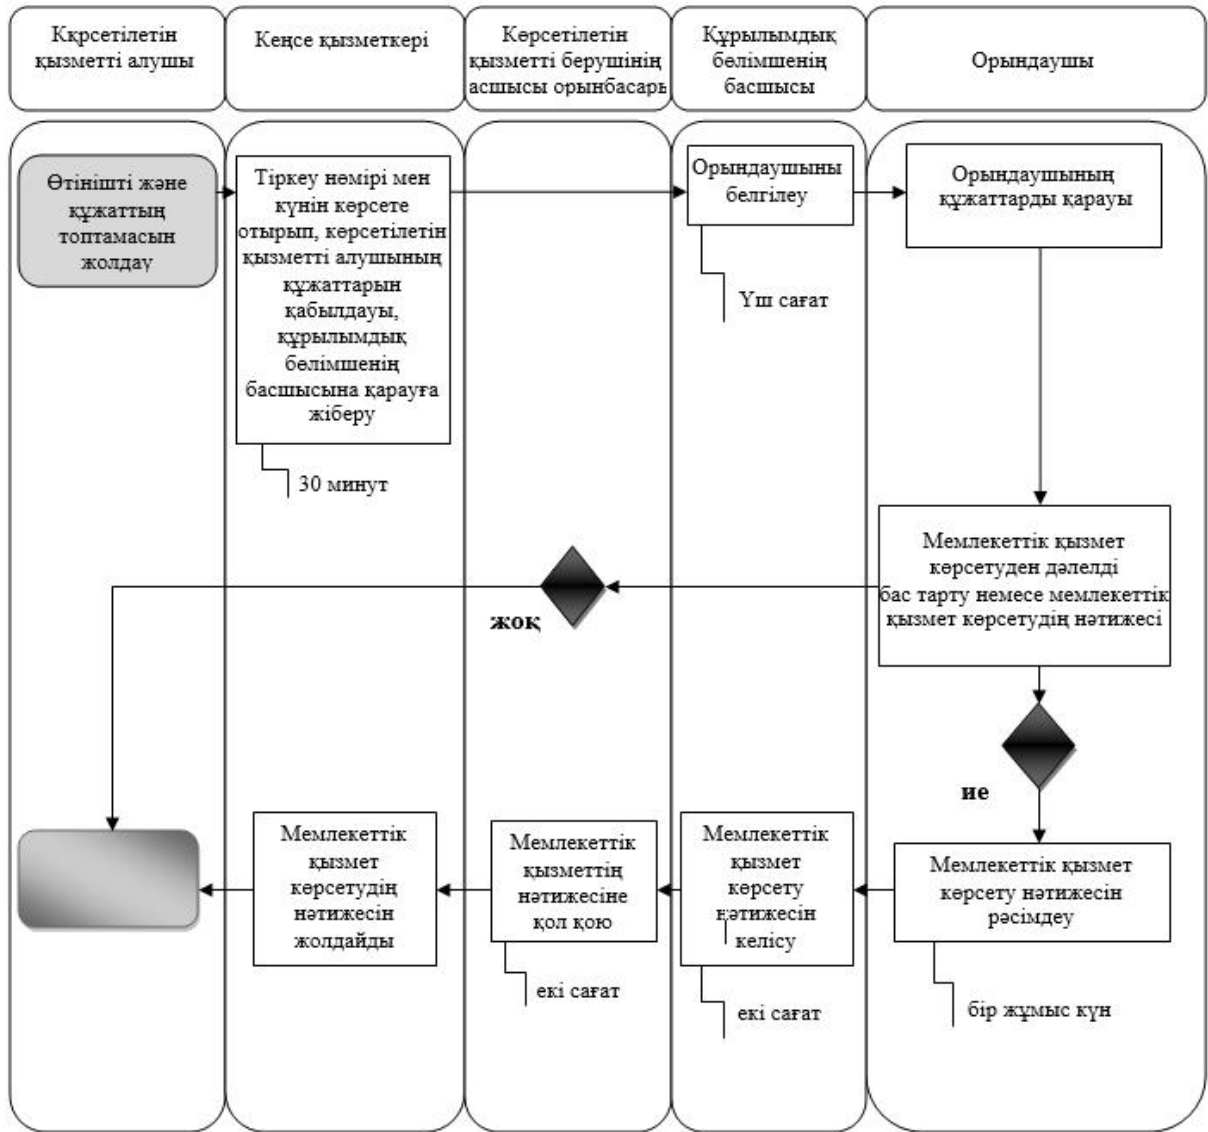 Кқрсетілетін
қызметті алушы
Кеңсе қызметкері
Көрсетілетін
қызметті берушінің
асшысы орынбасары
Құрылымдық
бөлімшенің
басшысы
Орындаушы
Өтінішті және
құжаттың
топтамасын
жолдау
Тіркеу нөмірі мен
күнін көрсете
отырып, көрсетілетін
қызметті алушының
құжаттарын
қабылдауы,
құрылымдық
бөлімшенің
басшысына қарауға
жіберу
30 минут
Орындаушыны
белгілеу
Үш сағат
Орындаушының
құжаттарды қарауы
Мемлекеттік қызмет
көрсетуден дәлелді
бас тарту немесе мемлекеттік
қызмет көрсетудің нәтижесі
жоқ
ие
Мемлекеттік
қызмет
көрсетудің
нәтижесін
жолдайды
Мемлекеттік
қызметтің
нәтижесіне
қол қою
екі сағат
Мемлекеттік
қызмет
көрсету
нәтижесін
келісу
екі сағат
Мемлекеттік қызмет
көрсету нәтижесін
рәсімдеу
бір жұмыс күн